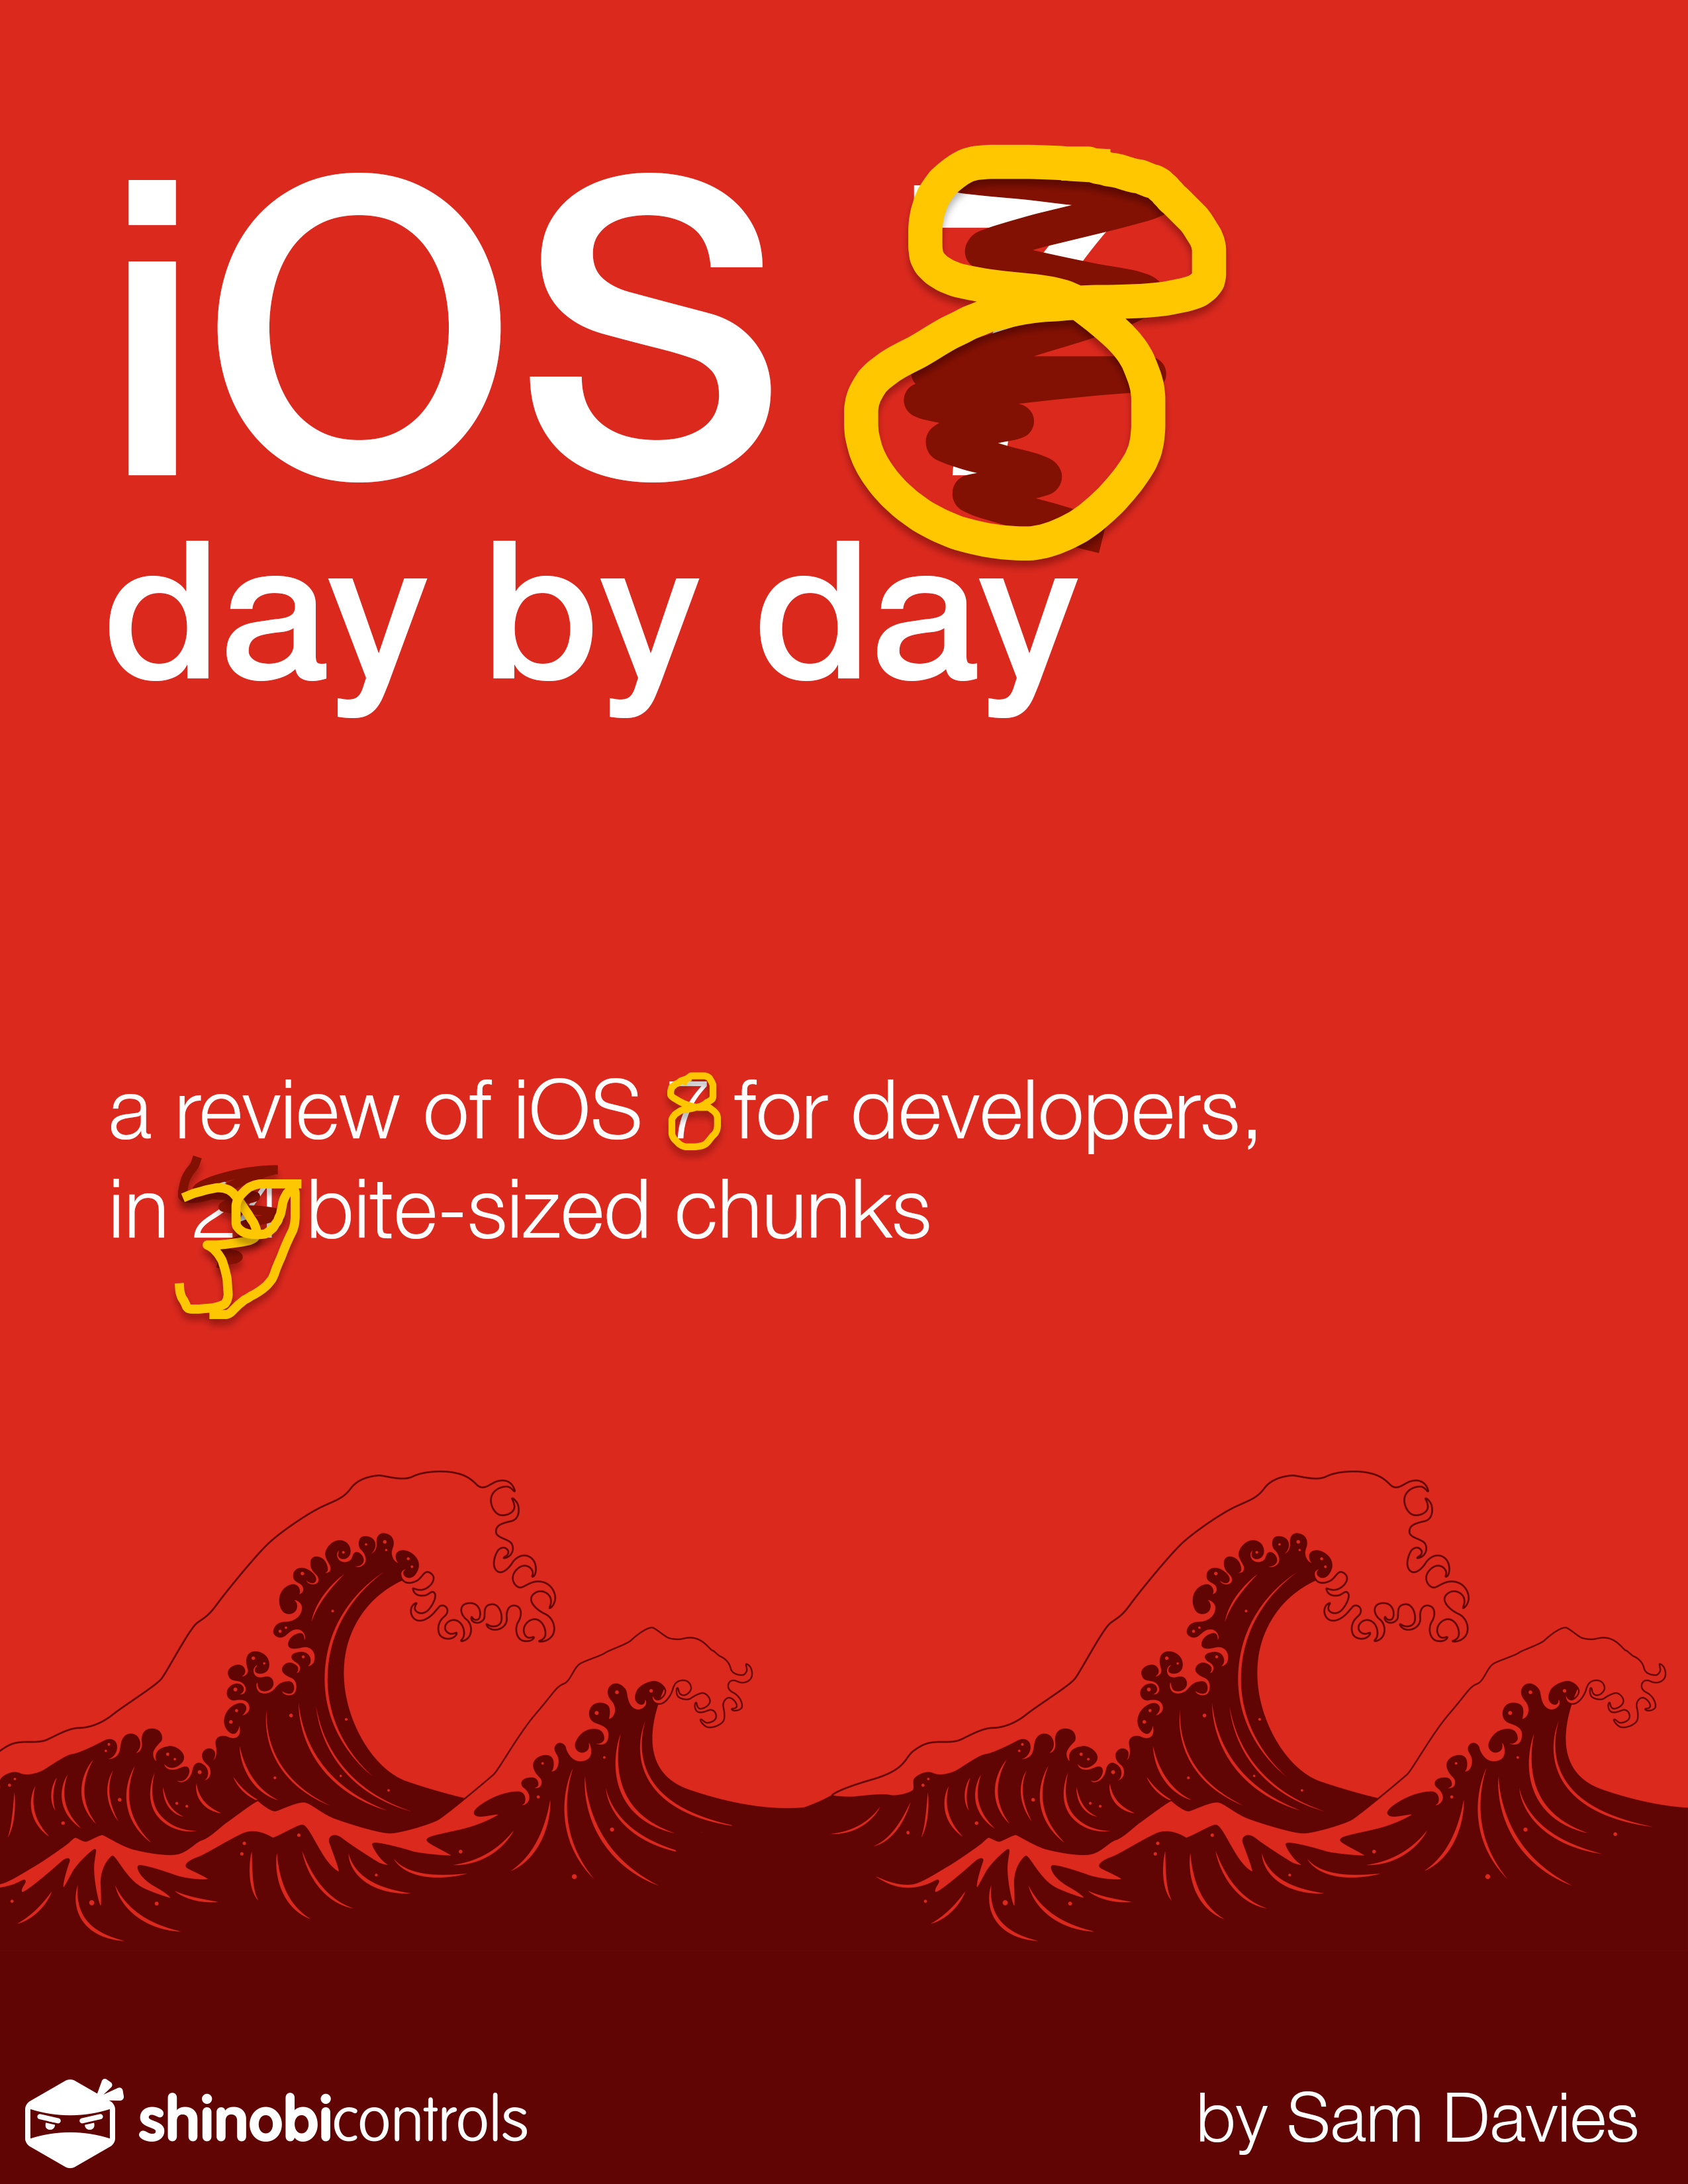 iOS 8
day by day
a review of iOS 8 for developers,
in 39 bite-sized chunks
shinobicontrols
by Sam Davies